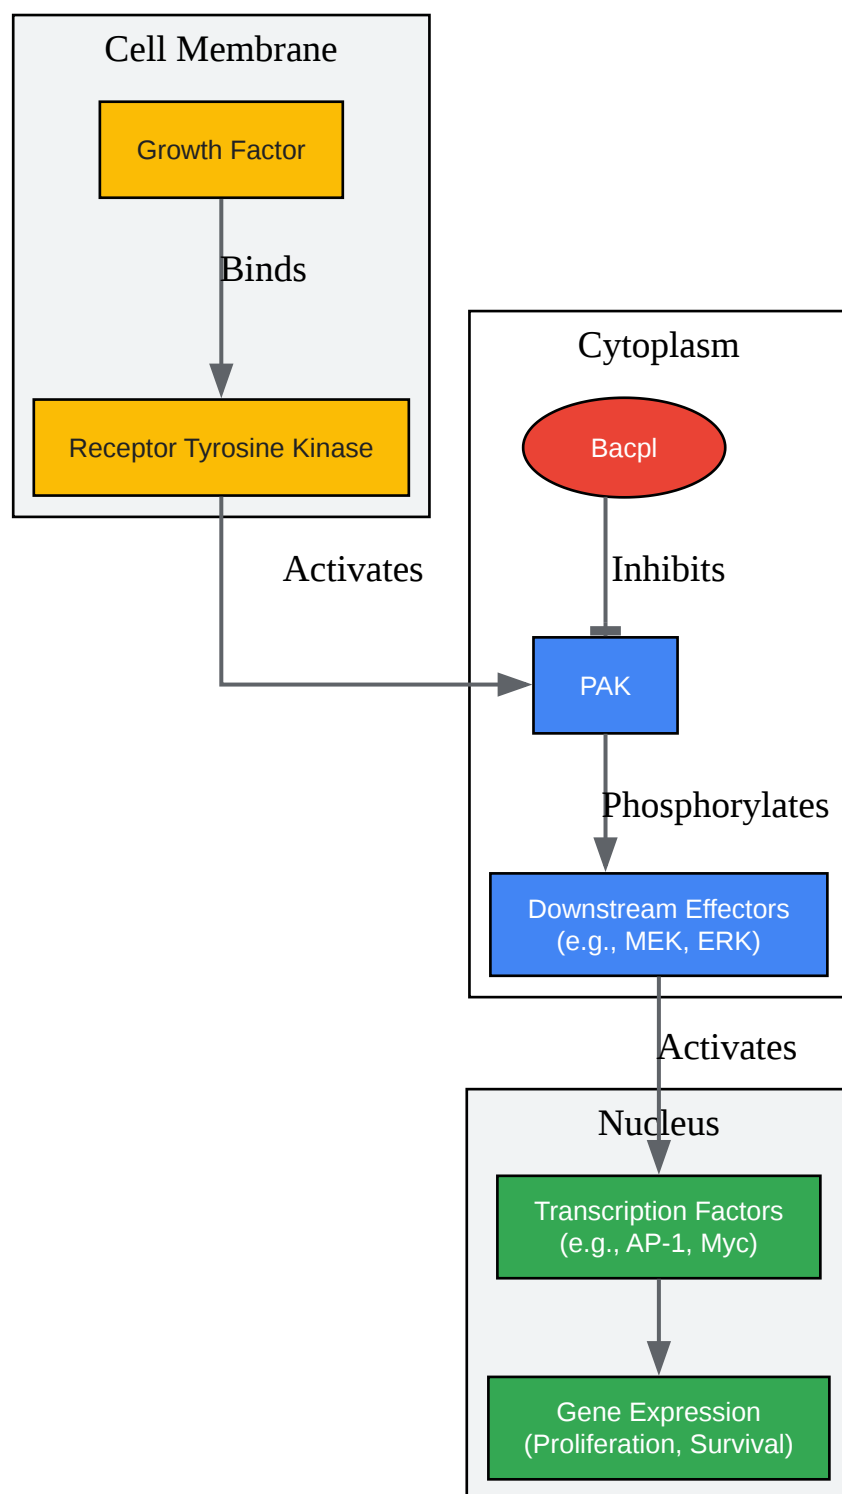 Cell Membrane
Growth Factor
Binds
Receptor Tyrosine Kinase
Activates
Cytoplasm
Bacpl
Inhibits
PAK
Phosphorylates
Downstream Effectors
(e.g., MEK, ERK)
Activates
Nucleus
Transcription Factors
(e.g., AP-1, Myc)
Gene Expression
(Proliferation, Survival)